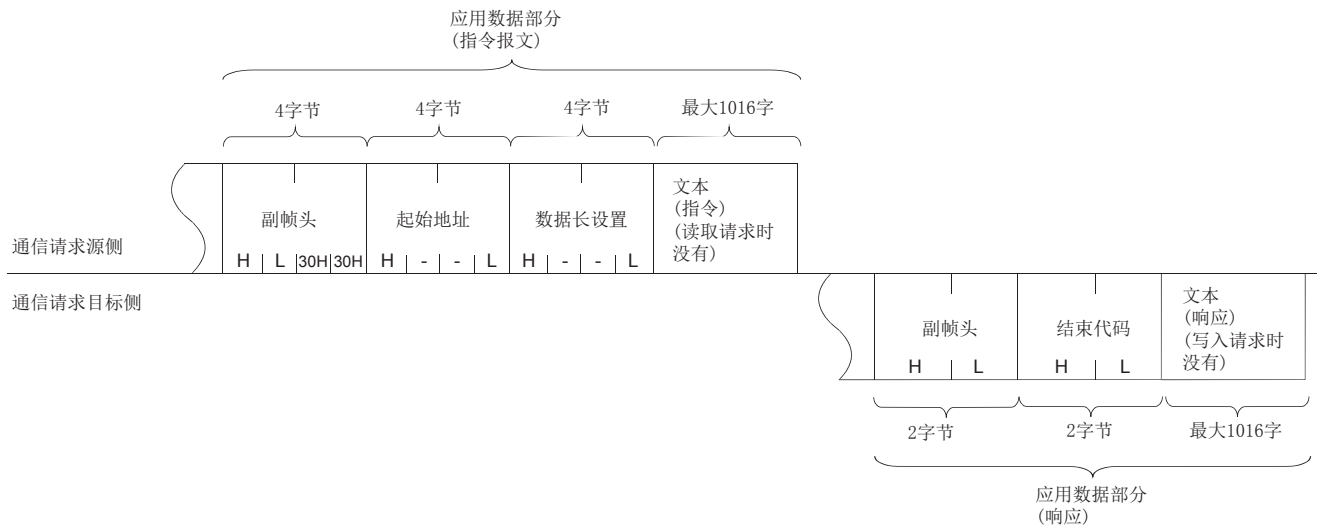 应用数据部分
(指令报文)
4字节 4字节 4字节 最大1016字
副帧头 起始地址 数据长设置 文本
(指令)
(读取请求时
没有)
H L 30H 30H H - - L H - - L
通信请求源侧
通信请求目标侧
副帧头 结束代码 文本
(响应)
(写入请求时
没有)
H L H L
2字节 2字节 最大1016字
应用数据部分
(响应)